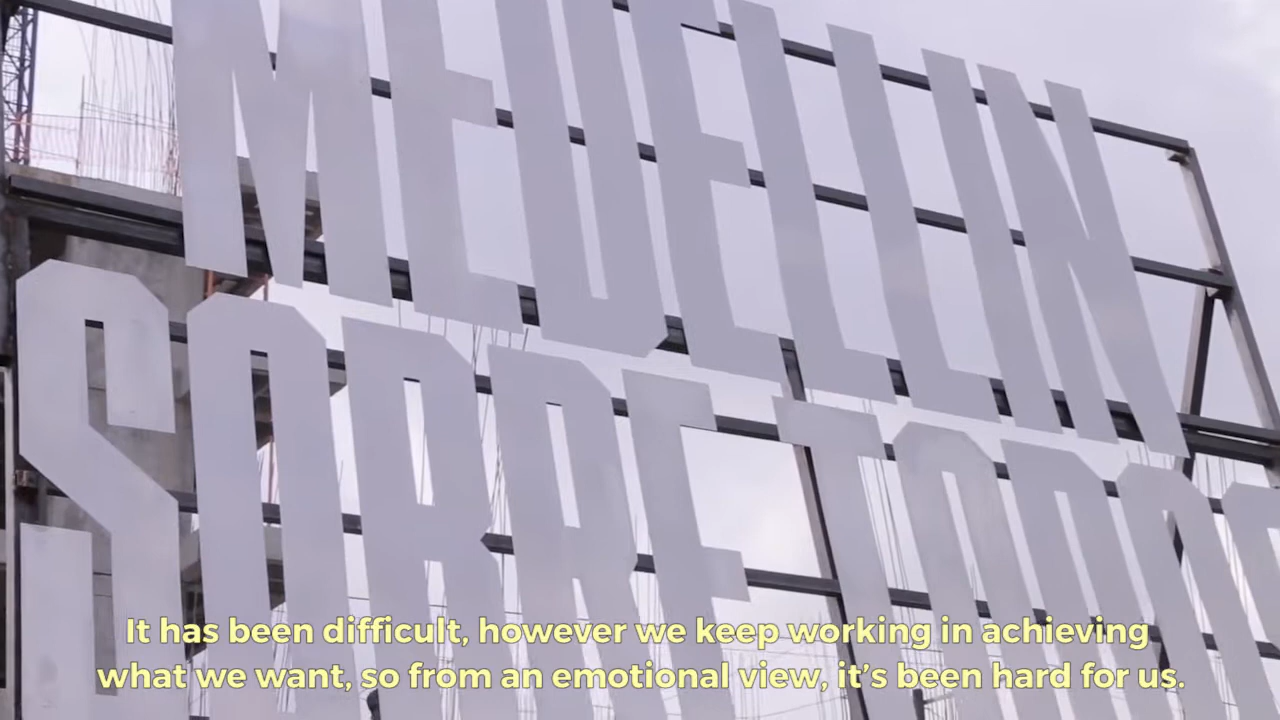 MEDELLIN
SOBRE TODOS
It has been difficult, however we keep working in achieving
what we want, so from an emotional view, it's been hard for us.